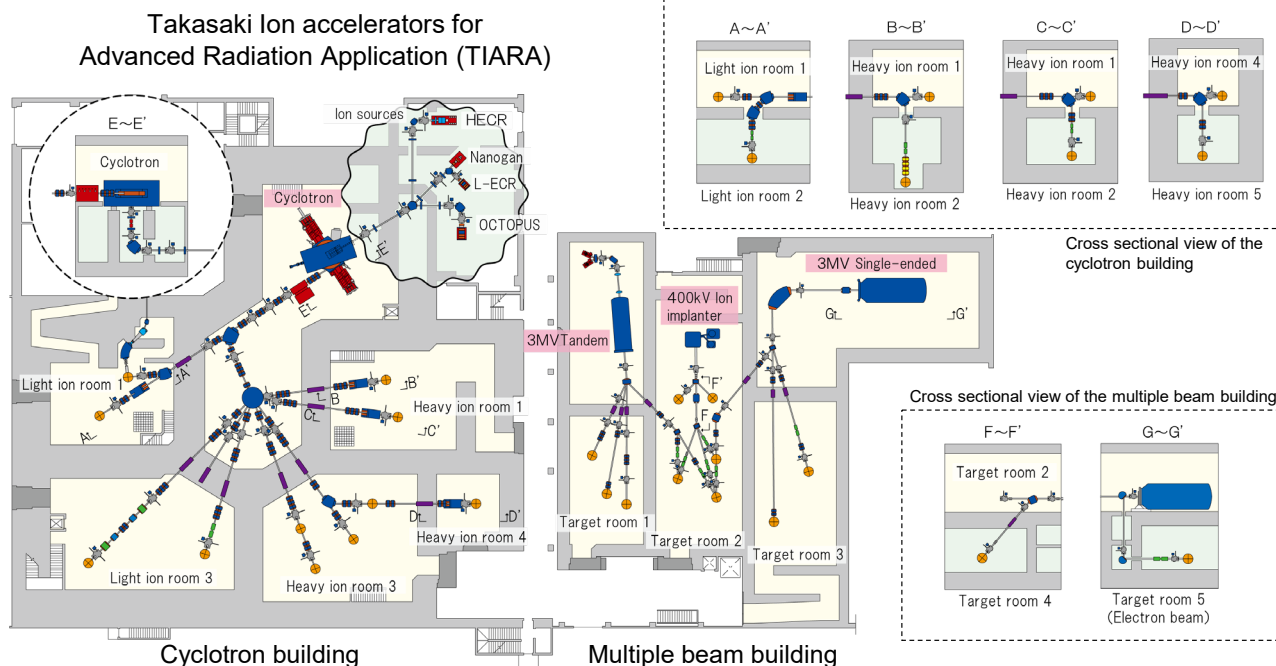 Takasaki Ion accelerators for
Advanced Radiation Application (TIARA)
E～E'
Cyclotron
Ion sources
HECR
Nanogan
L-ECR
OCTOPUS
Cyclotron
E'
E
Light ion room 1
A'
A
B'
B
C
C'
Heavy ion room 1
D
D'
Heavy ion room 4
Light ion room 3
Heavy ion room 3
Cyclotron building
3MV Tandem
400kV Ion
implanter
3MV Single-ended
G
G'
F'
F
Target room 1
Target room 2
Target room 3
Multiple beam building
A～A'
B～B'
C～C'
D～D'
Light ion room 1
Heavy ion room 1
Heavy ion room 1
Heavy ion room 4
Light ion room 2
Heavy ion room 2
Heavy ion room 2
Heavy ion room 5
Cross sectional view of the
cyclotron building
Cross sectional view of the multiple beam building
F～F'
G～G'
Target room 2
Target room 4
Target room 5
(Electron beam)